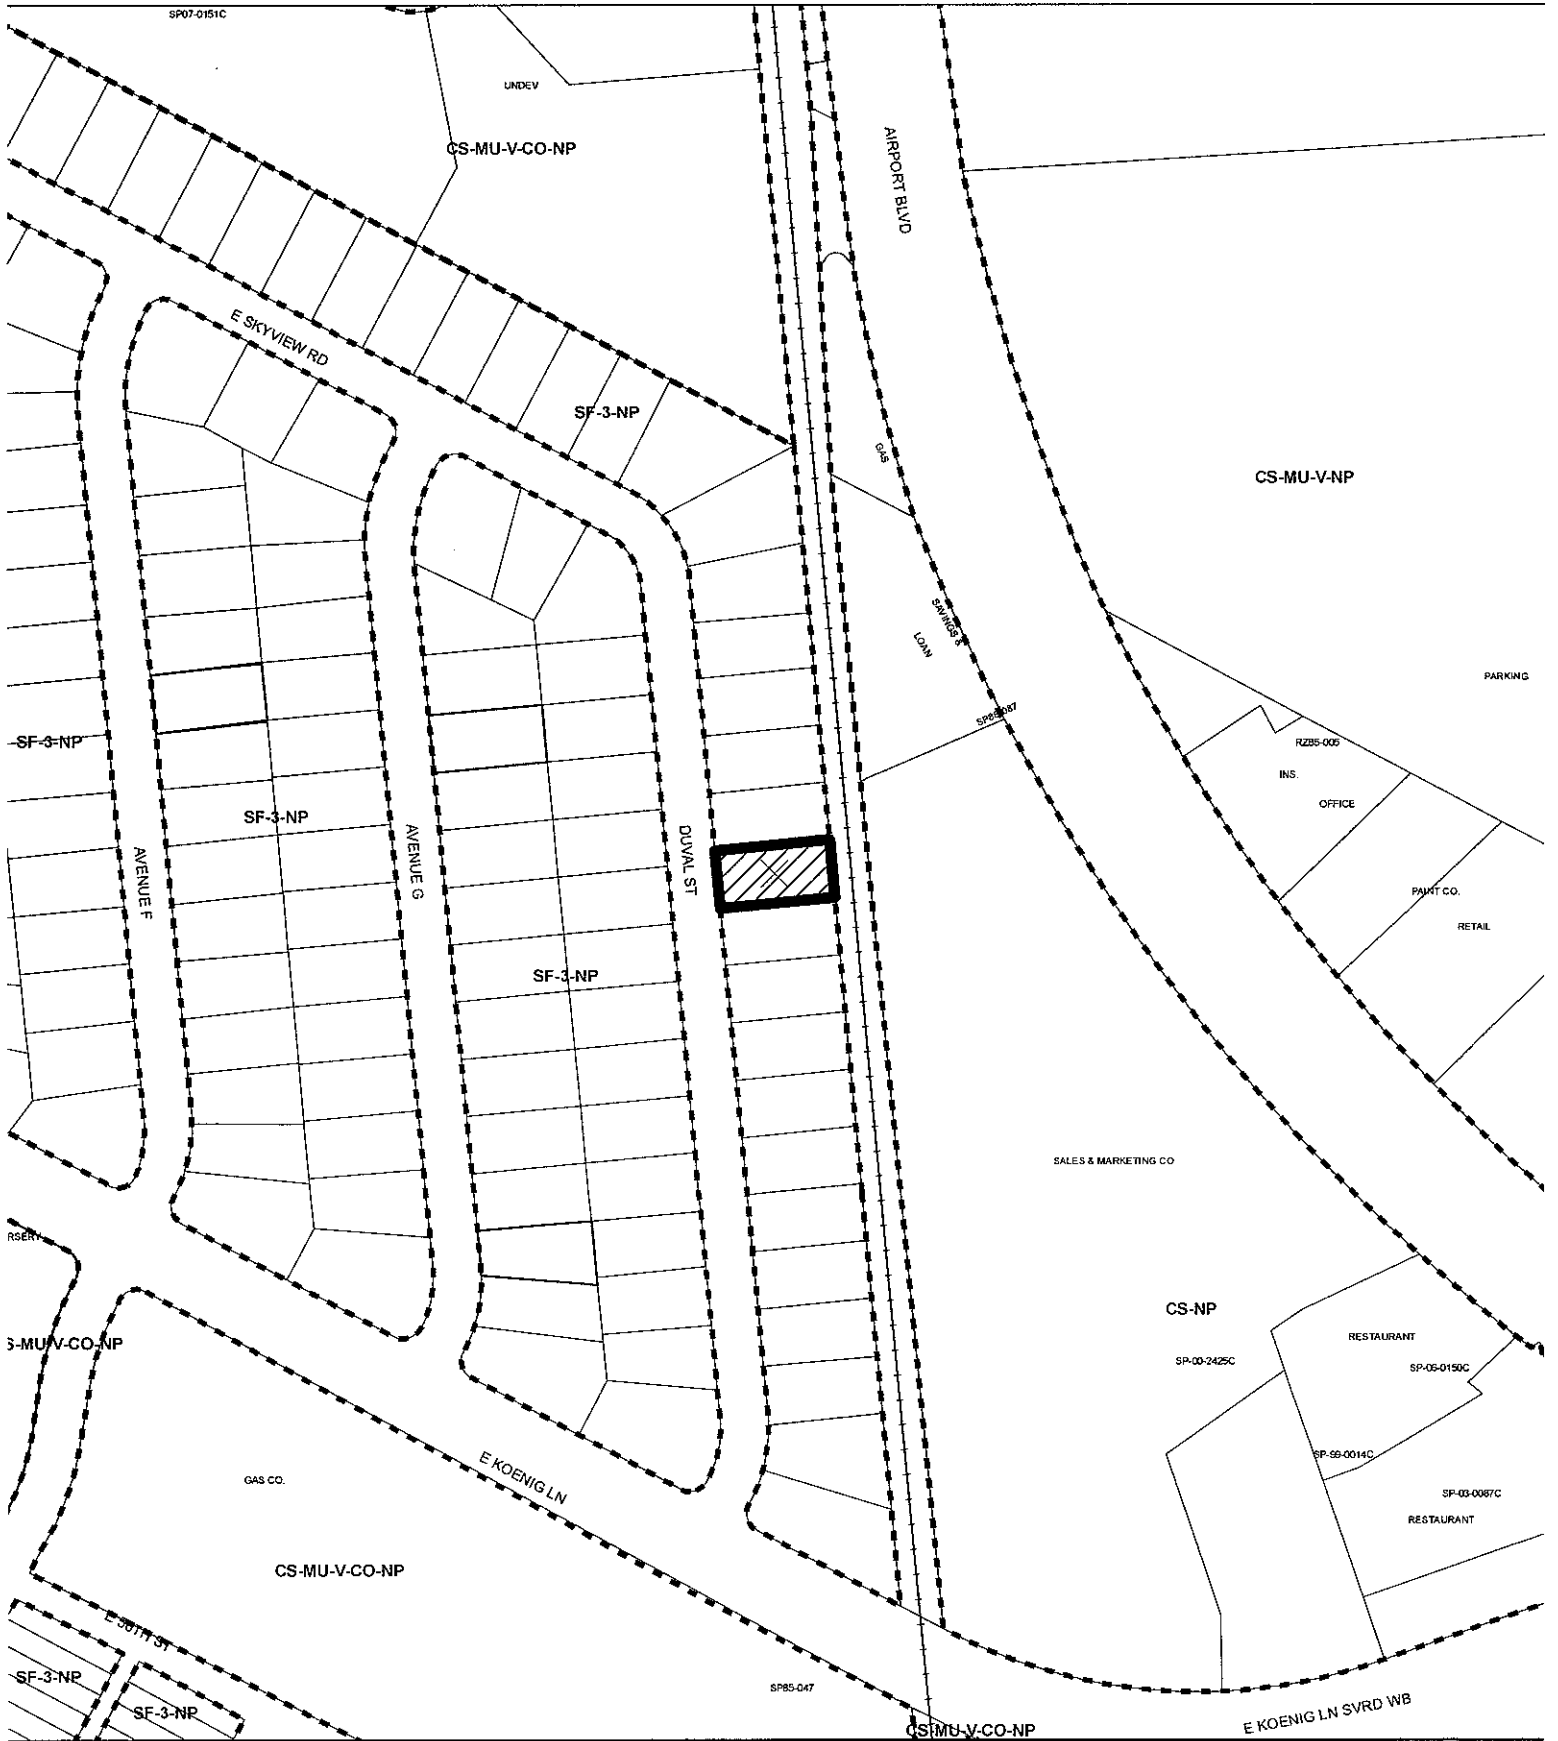 SP07-0151C
UNDEV
CS-MU-V-CO-NP
AIRPORT BLVD
E SKYVIEW RD
SF-3-NP
GAS
CS-MU-V-NP
SAVINGS &
LOAN
PARKING
SP85-087
SF-3-NP
RZ85-005
INS.
OFFICE
SF-3-NP
AVENUE F
AVENUE G
DUVAL ST
PAINT CO.
RETAIL
SF-3-NP
SALES & MARKETING CO
RSERY
CS-NP
S-MU-V-CO-NP
RESTAURANT
SP-00-2425C
SP-06-0150C
E KOENIG LN
SP-99-0014C
GAS CO.
SP-03-0087C
RESTAURANT
CS-MU-V-CO-NP
SF-3-NP
SP85-047
SF-3-NP
E KOENIG LN SVRD WB
CS-MU-V-CO-NP